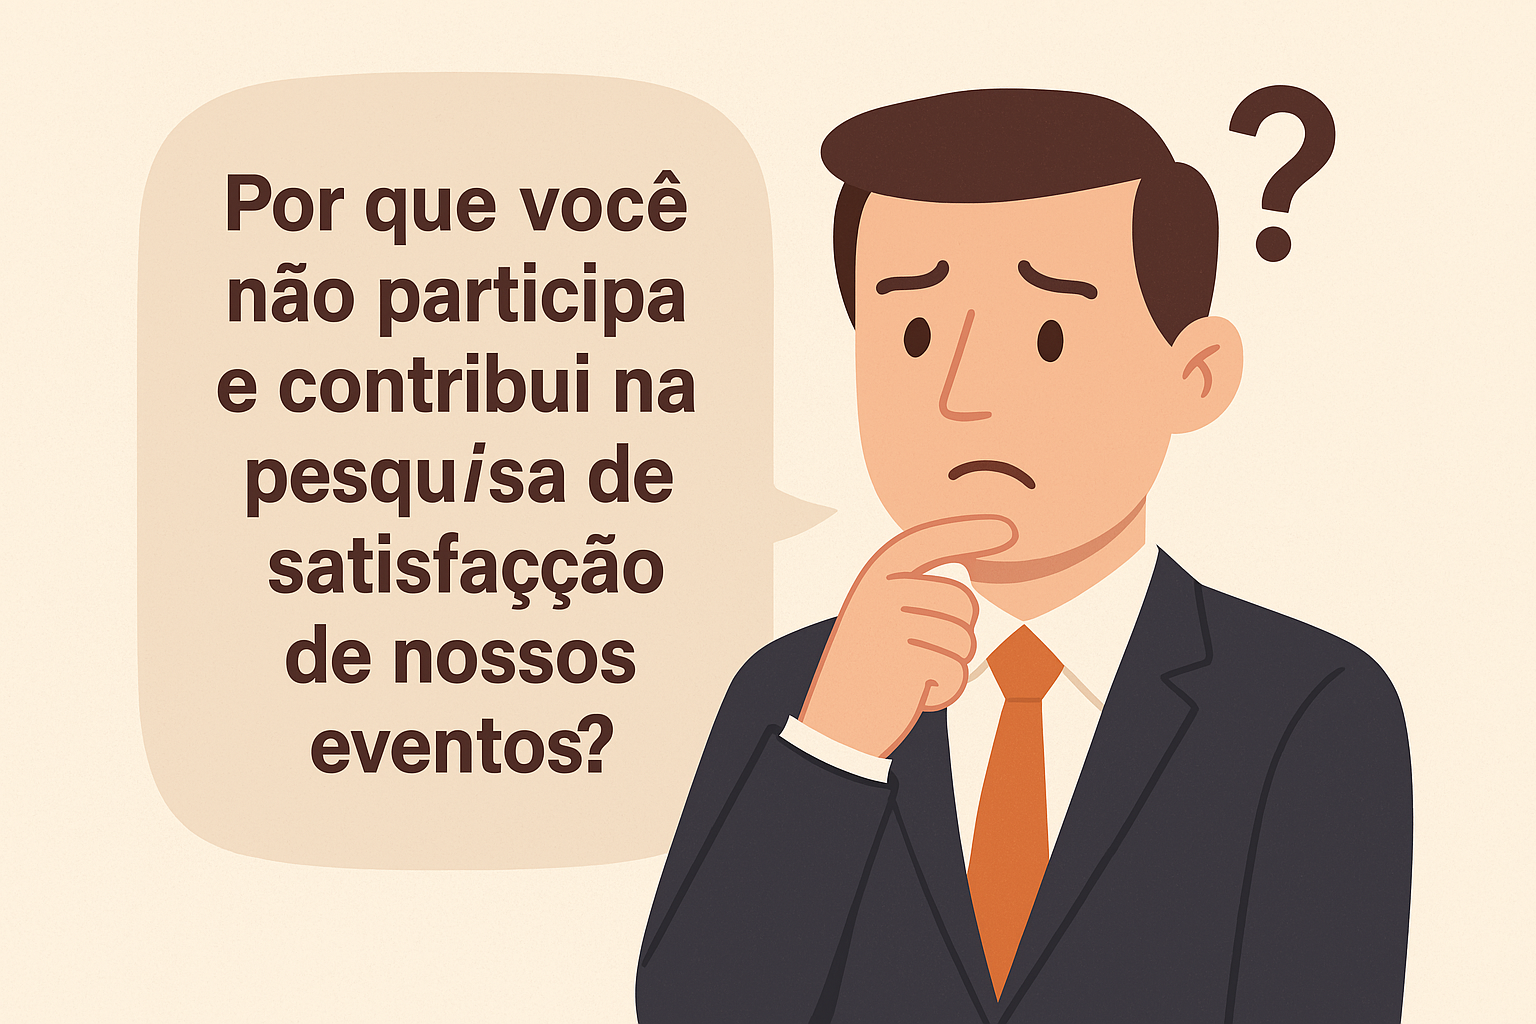 Por que você
não participa
e contribui na
pesquisa de
satisfaçção
de nossos
eventos?
?